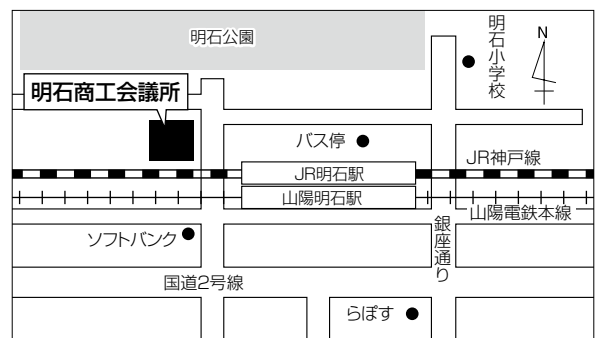 明石公園
明石小学校
N
明石商工会議所
バス停
JR神戸線
JR明石駅
山陽明石駅
山陽電鉄本線
ソフトバンク
銀座通り
国道2号線
らぽす